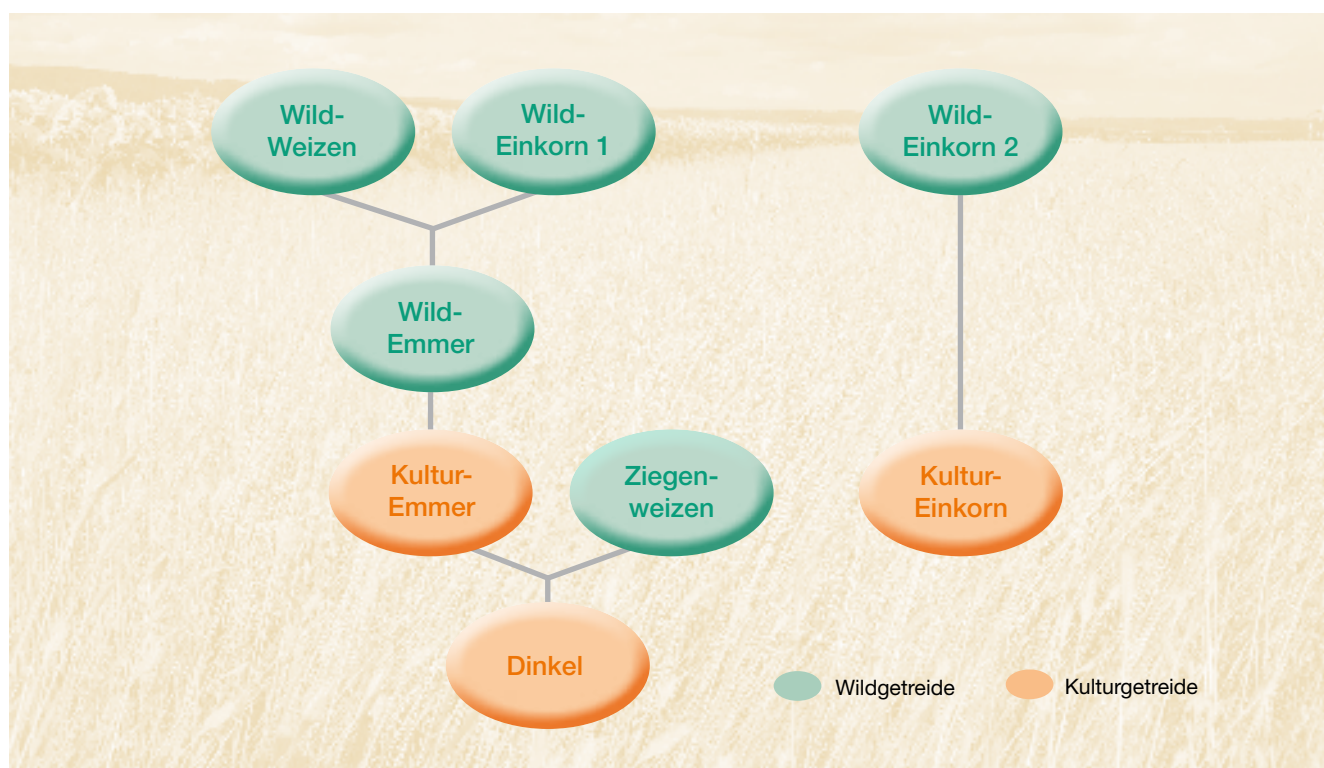 Wild-
Weizen
Wild-
Einkorn 1
Wild-
Einkorn 2
Wild-
Emmer
Kultur-
Emmer
Ziegen-
weizen
Kultur-
Einkorn
Dinkel
Wildgetreide
Kulturgetreide